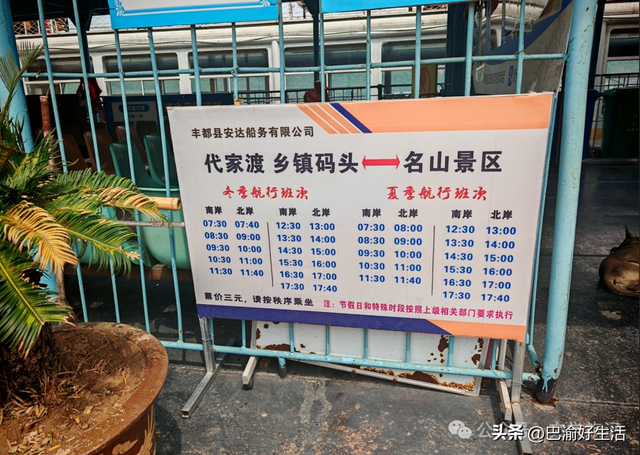 丰都县安达船务有限公司
代家渡 乡镇码头 名山景区
冬季航行班次 夏季航行班次
南岸 北岸 南岸 北岸 南岸 北岸 南岸 北岸
07:30 07:40 12:30 13:00 07:30 08:00 12:30 13:00
08:30 09:00 13:30 14:00 08:30 09:00 13:30 14:00
09:30 10:00 14:30 15:00 09:30 10:00 14:30 15:00
10:30 11:00 15:30 16:00 10:30 11:00 15:30 16:00
11:30 11:40 16:30 17:00 11:30 11:40 16:30 17:00
17:30 17:40 17:30 17:40
票价三元，请按秩序乘坐 注：节假日和特殊时段按照上级相关部门要求执行
头条 @巴渝好生活